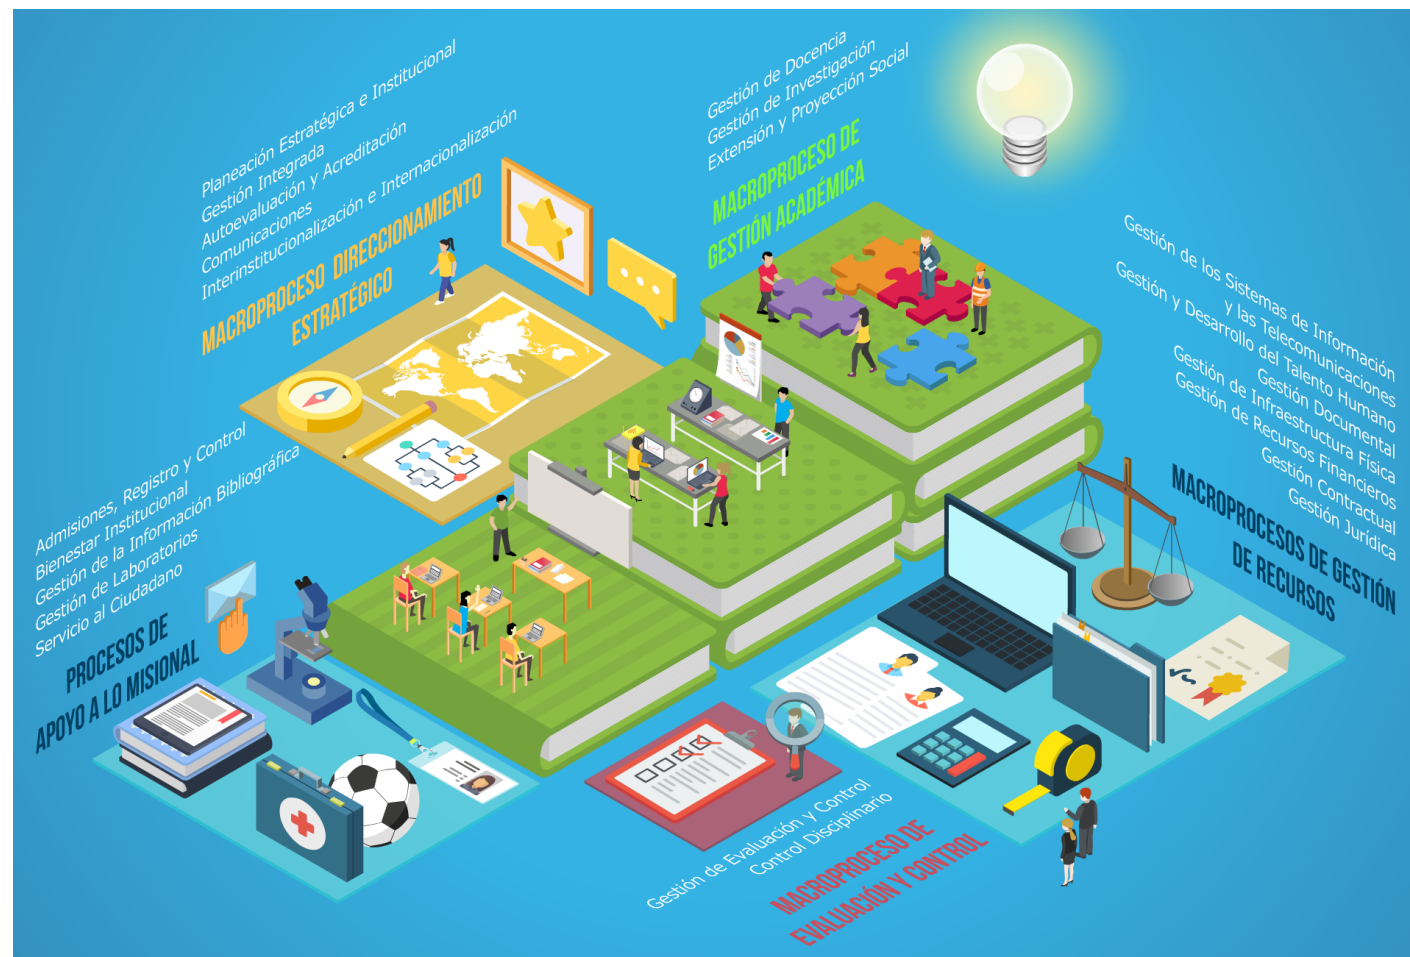 Planeación Estratégica e Institucional
Gestión Integrada
Autoevaluación y Acreditación
Comunicaciones
Interinstitucionalización e Internacionalización
MACROPROCESO DIRECCIONAMIENTO
ESTRATÉGICO
Gestión de Docencia
Gestión de Investigación
Extensión y Proyección Social
MACROPROCESO DE
GESTIÓN ACADÉMICA
Gestión de los Sistemas de Información
y las Telecomunicaciones
Gestión y Desarrollo del Talento Humano
Gestión Documental
Gestión de Infraestructura Física
Gestión de Recursos Financieros
Gestión Contractual
Gestión Jurídica
MACROPROCESOS DE GESTIÓN
DE RECURSOS
Admisiones, Registro y Control
Bienestar Institucional
Gestión de la Información Bibliográfica
Gestión de Laboratorios
Servicio al Ciudadano
PROCESOS DE
APOYO A LO MISIONAL
Gestión de Evaluación y Control
Control Disciplinario
MACROPROCESO DE
EVALUACIÓN Y CONTROL